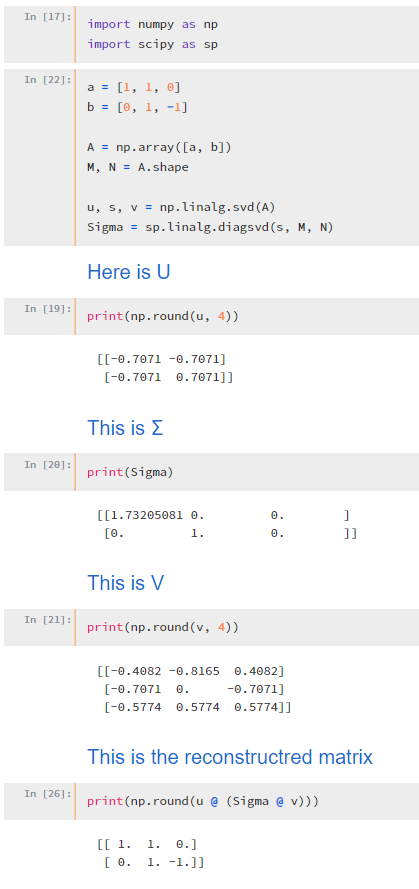 In [17]:
import numpy as np
import scipy as sp
In [22]:
a = [1, 1, 0]
b = [0, 1, -1]
A = np.array([a, b])
M, N = A.shape
u, s, v = np.linalg.svd(A)
Sigma = sp.linalg.diagsvd(s, M, N)
Here is U
In [19]:
print(np.round(u, 4))
[[-0.7071 -0.7071]
 [-0.7071  0.7071]]
This is Σ
In [20]:
print(Sigma)
[[1.73205081 0.         0.        ]
 [0.         1.         0.        ]]
This is V
In [21]:
print(np.round(v, 4))
[[-0.4082 -0.8165  0.4082]
 [-0.7071  0.     -0.7071]
 [-0.5774  0.5774  0.5774]]
This is the reconstructred matrix
In [26]:
print(np.round(u @ (Sigma @ v)))
[[ 1.  1.  0.]
 [ 0.  1. -1.]]